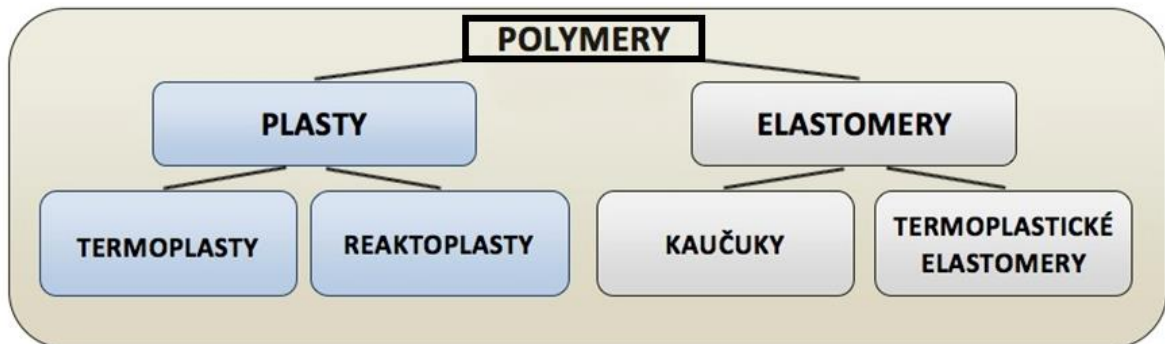 POLYMERY
PLASTY
ELASTOMERY
TERMOPLASTY
REAKTOPLASTY
KAUČUKY
TERMOPLASTICKÉ
ELASTOMERY